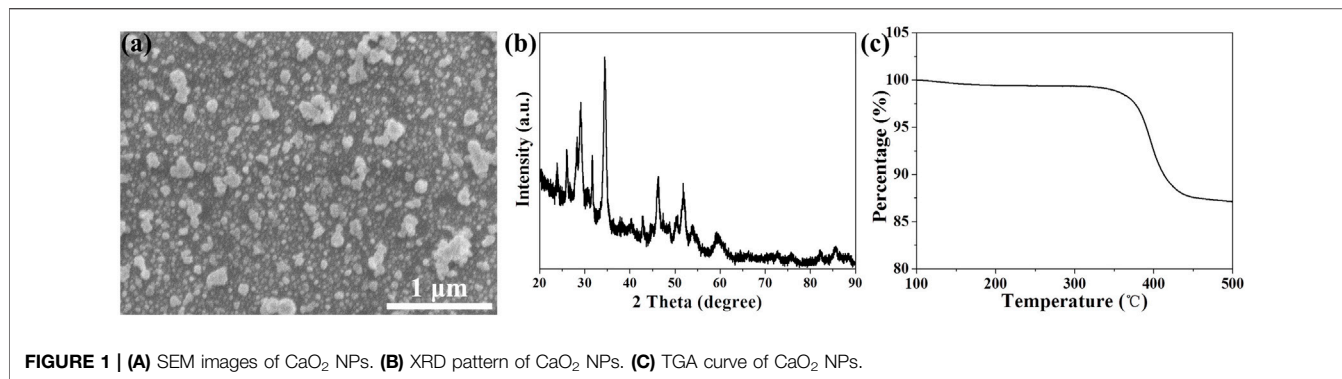 (a)
1 μm
(b)
Intensity (a.u.)
20 30 40 50 60 70 80 90
2 Theta (degree)
(c)
Percentage (%)
105
100
95
90
85
80
100 200 300 400 500
Temperature (℃)
FIGURE 1 | (A) SEM images of CaO₂ NPs. (B) XRD pattern of CaO₂ NPs. (C) TGA curve of CaO₂ NPs.